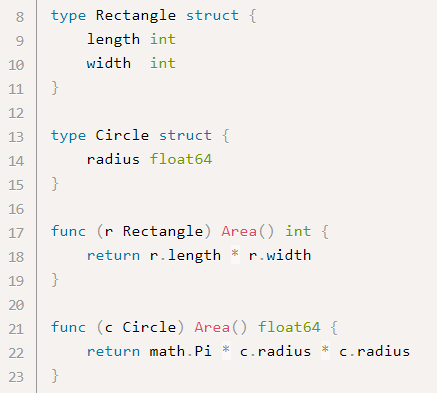 8 type Rectangle struct {
9     length int
10     width  int
11 }
12
13 type Circle struct {
14     radius float64
15 }
16
17 func (r Rectangle) Area() int {
18     return r.length * r.width
19 }
20
21 func (c Circle) Area() float64 {
22     return math.Pi * c.radius * c.radius
23 }